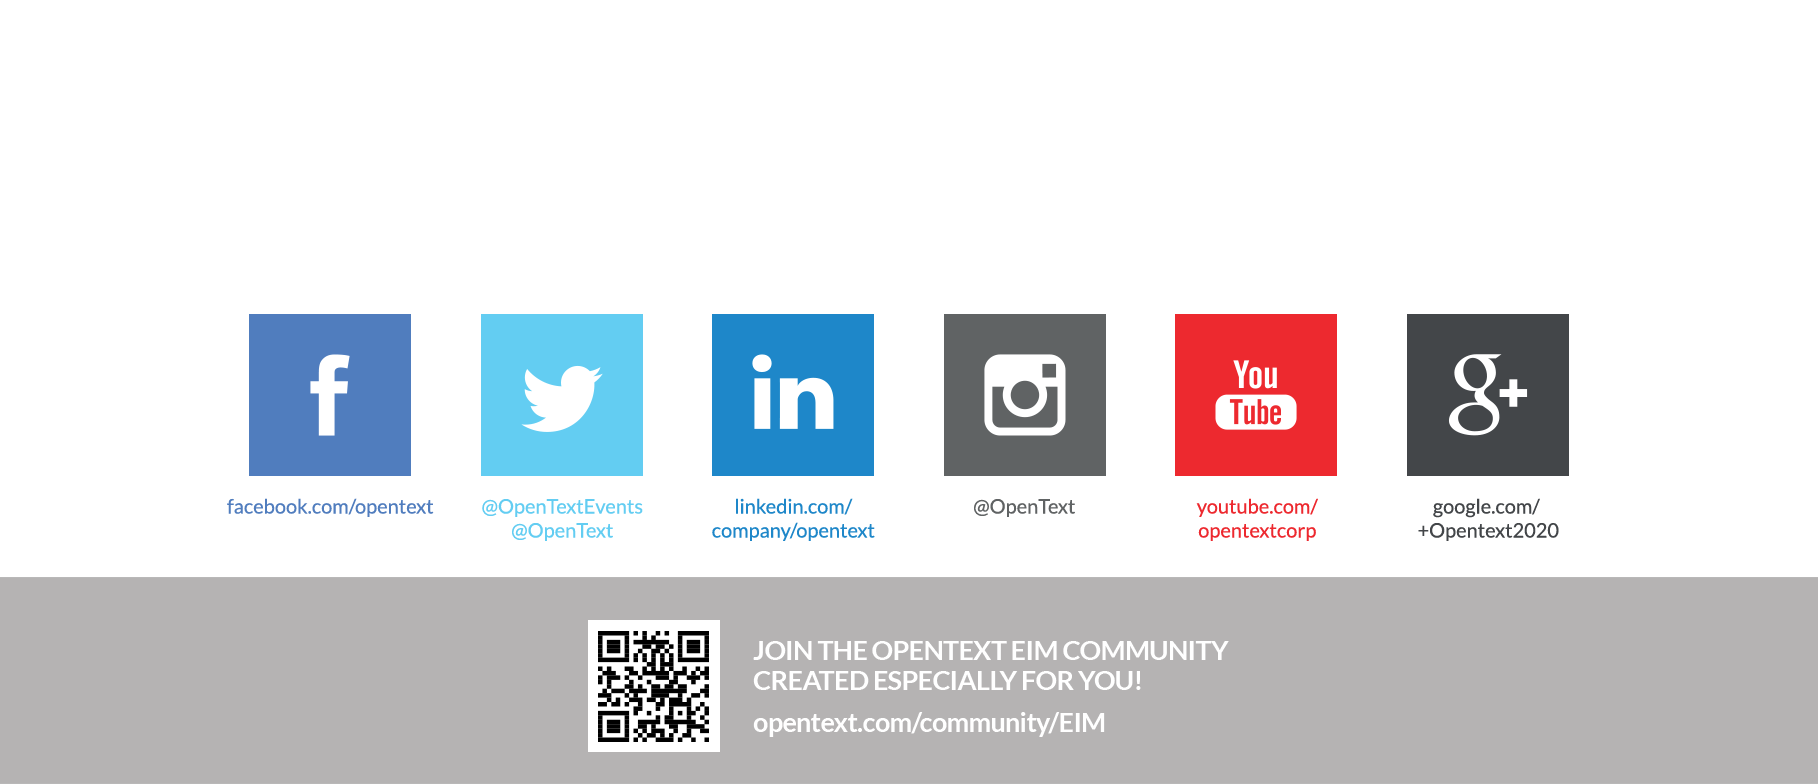 f
in
You
Tube
g+
facebook.com/opentext
@OpenTextEvents
@OpenText
linkedin.com/
company/opentext
@OpenText
youtube.com/
opentextcorp
google.com/
+Opentext2020
JOIN THE OPENTEXT EIM COMMUNITY
CREATED ESPECIALLY FOR YOU!
opentext.com/community/EIM